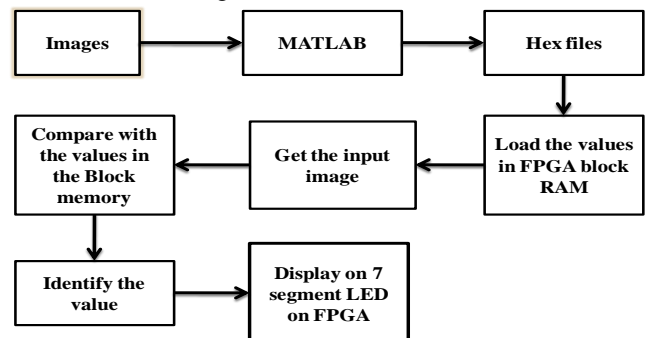 Images
MATLAB
Hex files
Load the values
in FPGA block
RAM
Get the input
image
Compare with
the values in
the Block
memory
Identify the
value
Display on 7
segment LED
on FPGA